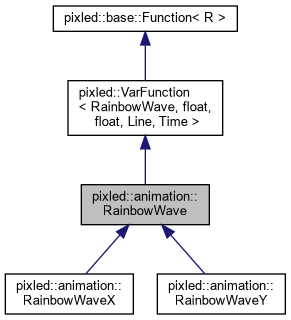 pixled::base::Function< R >
pixled::VarFunction
< RainbowWave, float,
float, Line, Time >
pixled::animation::
RainbowWave
pixled::animation::
RainbowWaveX
pixled::animation::
RainbowWaveY